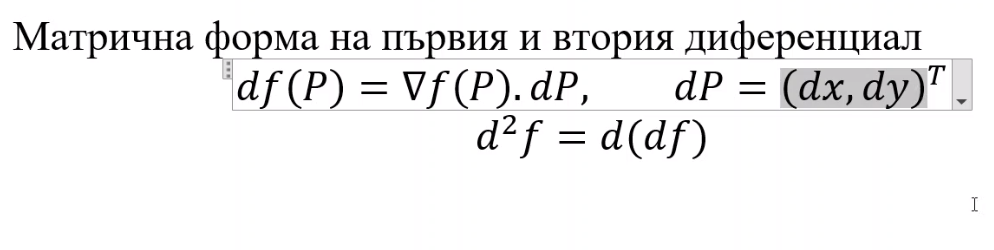 Матрична форма на първия и втория диференциал
df(P) = ∇f(P). dP,    dP = (dx, dy)ᵀ
d²f = d(df)